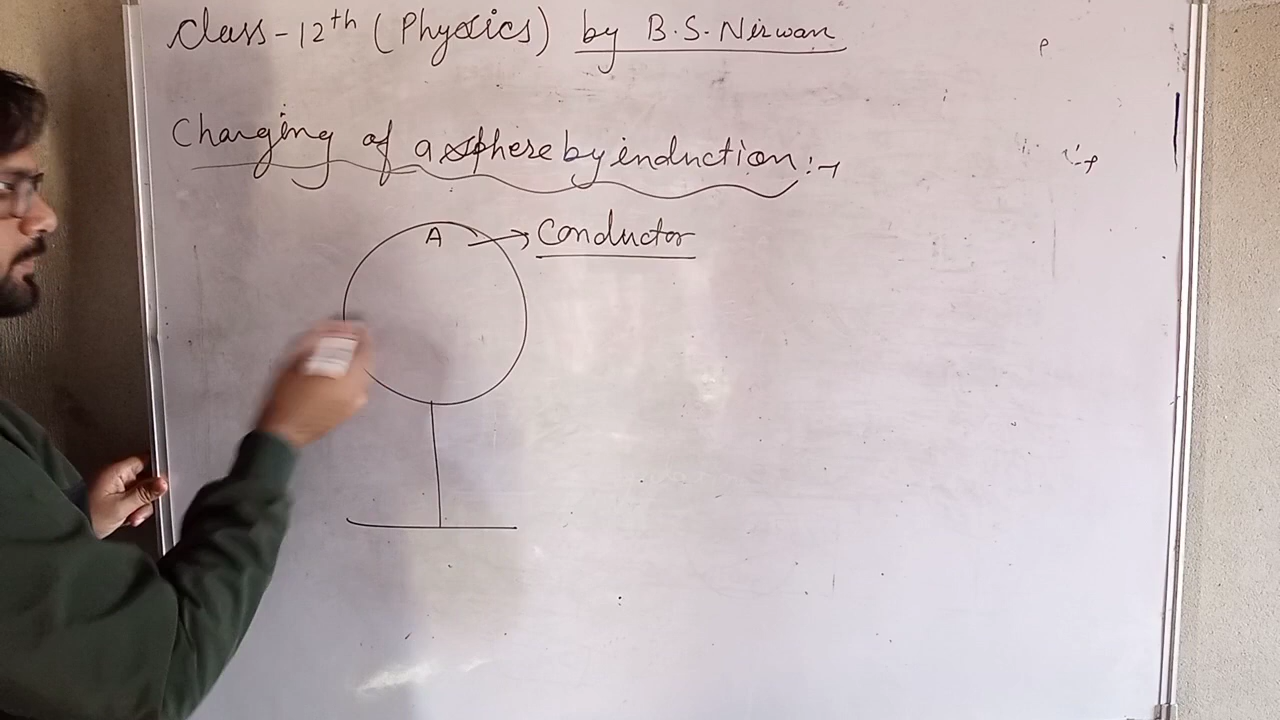 Class-12th (Physics) by B.S. Nirwan
Charging of a sphere by induction :→
A → Conductor